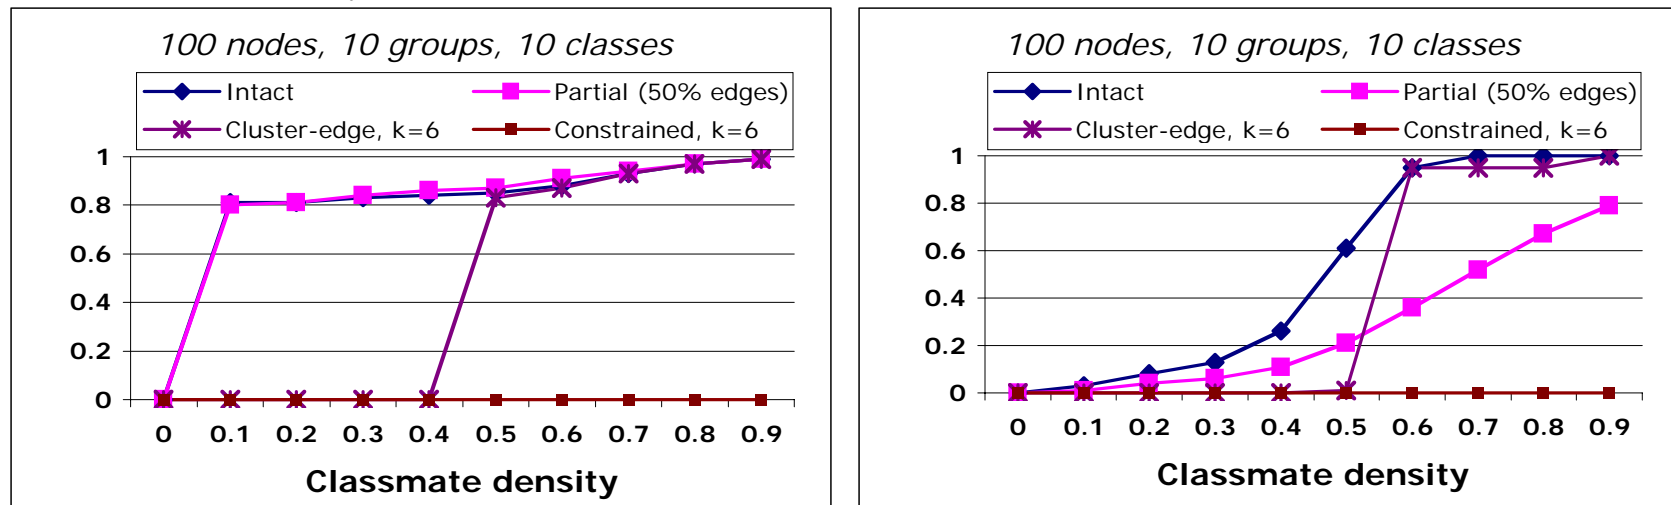 100 nodes, 10 groups, 10 classes
Intact
Partial (50% edges)
Cluster-edge, k=6
Constrained, k=6
1
0.8
0.6
0.4
0.2
0
0 0.1 0.2 0.3 0.4 0.5 0.6 0.7 0.8 0.9
Classmate density
100 nodes, 10 groups, 10 classes
Intact
Partial (50% edges)
Cluster-edge, k=6
Constrained, k=6
1
0.8
0.6
0.4
0.2
0
0 0.1 0.2 0.3 0.4 0.5 0.6 0.7 0.8 0.9
Classmate density